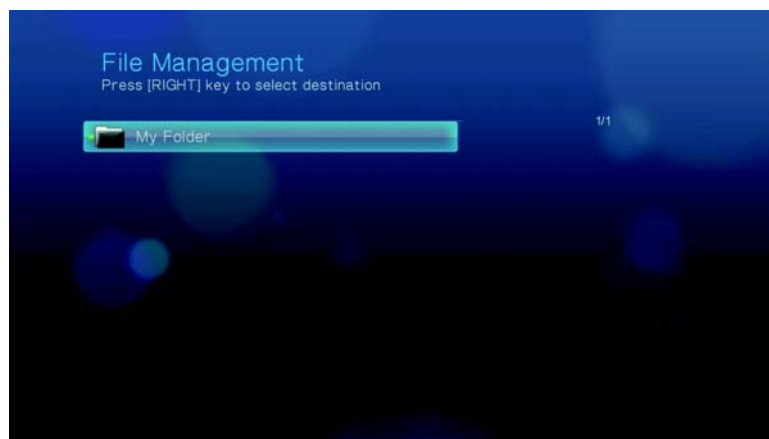 File Management
Press [RIGHT] key to select destination
1/1
My Folder